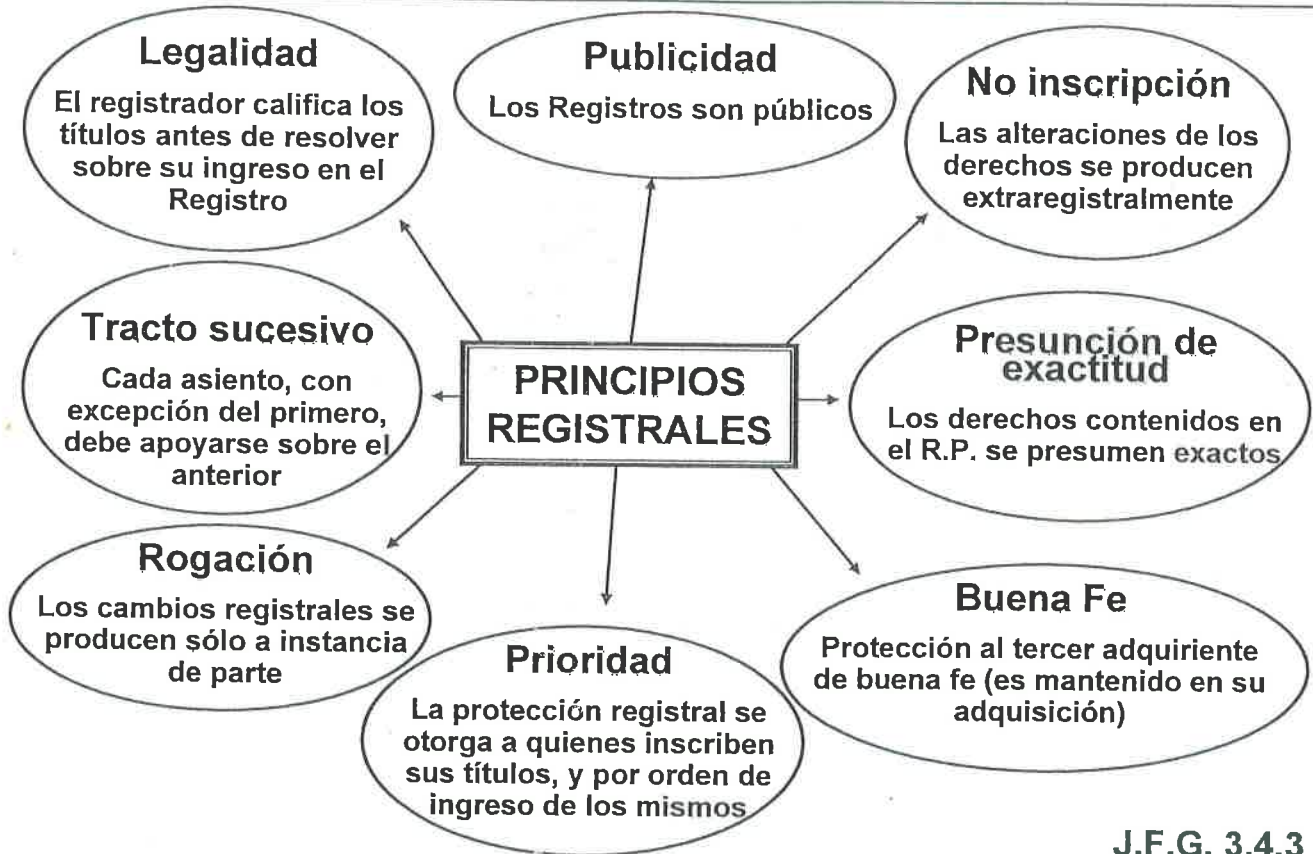 Legalidad
El registrador califica los
títulos antes de resolver
sobre su ingreso en el
Registro
Publicidad
Los Registros son públicos
No inscripción
Las alteraciones de los
derechos se producen
extraregistralmente
Tracto sucesivo
Cada asiento, con
excepción del primero,
debe apoyarse sobre el
anterior
PRINCIPIOS
REGISTRALES
Presunción de
exactitud
Los derechos contenidos en
el R.P. se presumen exactos
Rogación
Los cambios registrales se
producen sólo a instancia
de parte
Prioridad
La protección registral se
otorga a quienes inscriben
sus títulos, y por orden de
ingreso de los mismos
Buena Fe
Protección al tercer adquiriente
de buena fe (es mantenido en su
adquisición)
J.F.G. 3.4.3